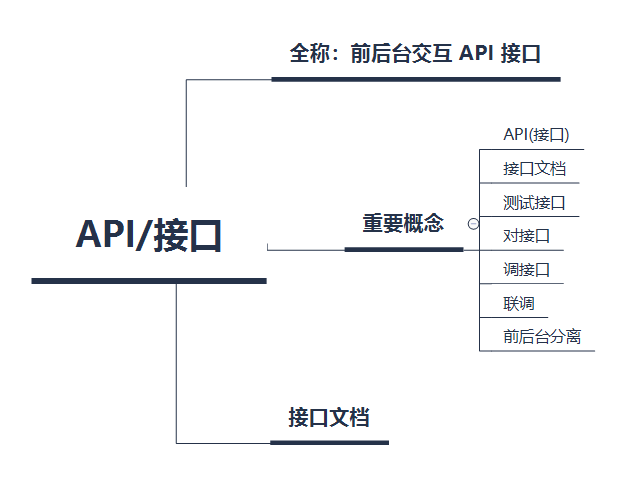 全称：前后台交互 API 接口
API/接口
重要概念
API(接口)
接口文档
测试接口
对接口
调接口
联调
前后台分离
接口文档